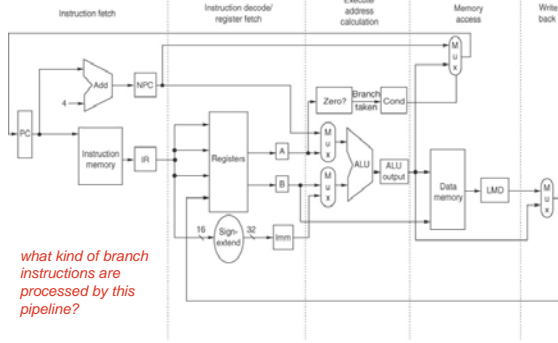 Instruction fetch
Instruction decode/
register fetch
Execute/
address
calculation
Memory
access
Write
back
M
u
x
Add
NPC
4
Zero?
Branch
taken
Cond
PC
Instruction
memory
IR
Registers
A
B
M
u
x
M
u
x
ALU
ALU
output
Data
memory
LMD
M
u
x
16
Sign-
extend
32
Imm
what kind of branch
instructions are
processed by this
pipeline?